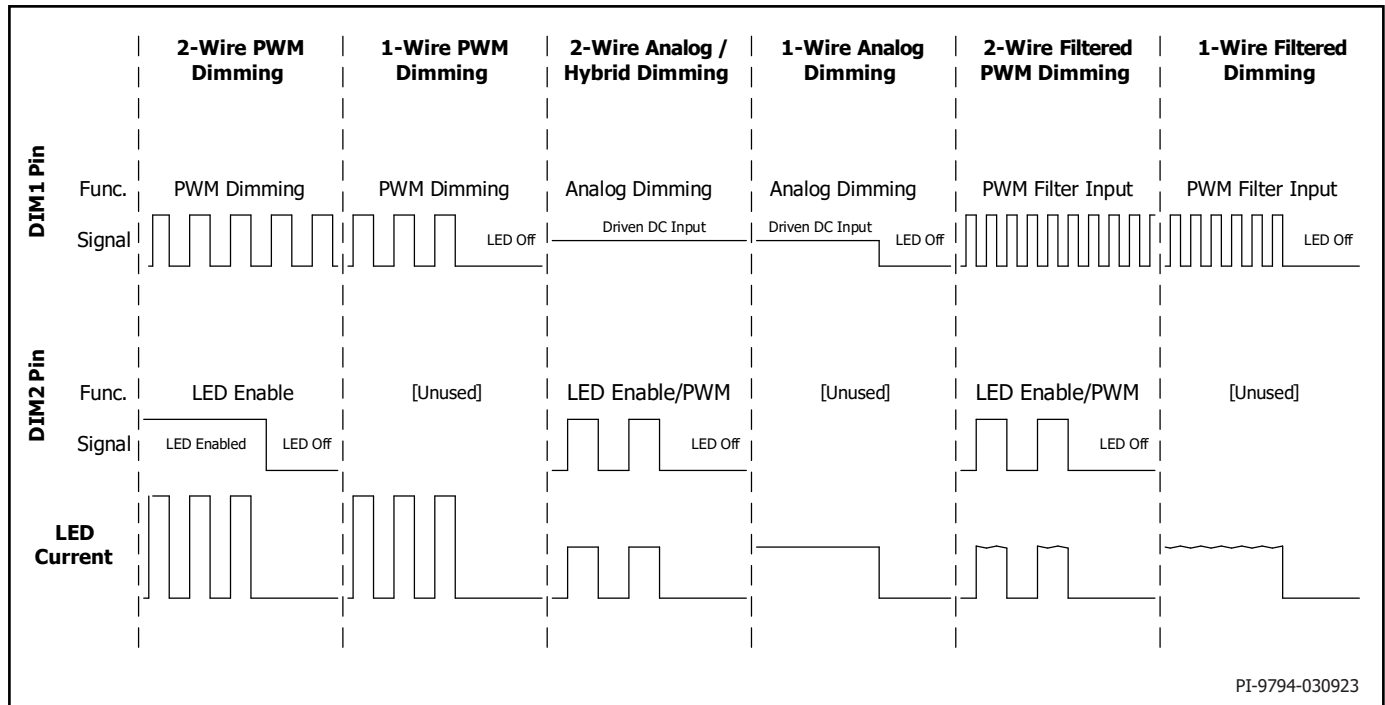 2-Wire PWM
Dimming
1-Wire PWM
Dimming
2-Wire Analog /
Hybrid Dimming
1-Wire Analog
Dimming
2-Wire Filtered
PWM Dimming
1-Wire Filtered
Dimming
DIM1 Pin
Func.
PWM Dimming
PWM Dimming
Analog Dimming
Analog Dimming
PWM Filter Input
PWM Filter Input
Signal
LED Off
Driven DC Input
Driven DC Input
LED Off
LED Off
DIM2 Pin
Func.
LED Enable
[Unused]
LED Enable/PWM
[Unused]
LED Enable/PWM
[Unused]
Signal
LED Enabled
LED Off
LED Off
LED Off
LED
Current
PI-9794-030923